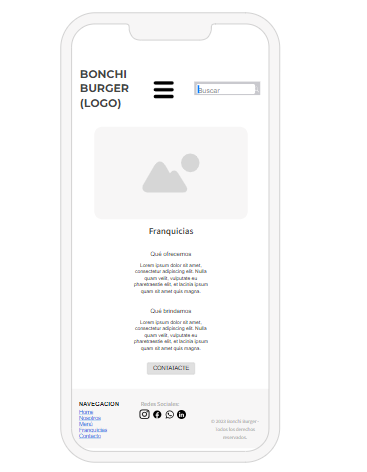 BONCHI
BURGER
(LOGO)
Buscar
Franquicias
Qué ofrecemos
Lorem ipsum dolor sit amet,
consectetur adipiscing elit. Nulla
quam velit, vulputate eu
pharetraestie elit, et lacinia ipsum
quam sit amet quis magna.
Qué brindamos
Lorem ipsum dolor sit amet,
consectetur adipiscing elit. Nulla
quam velit, vulputate eu
pharetraestie elit, et lacinia ipsum
quam sit amet quis magna.
CONTATACTE
NAVEGACION
Home
Nosotros
Menú
Franquicias
Contacto
Redes Sociales:
© 2023 Bonchi Burger -
Todos los derechos
reservados.